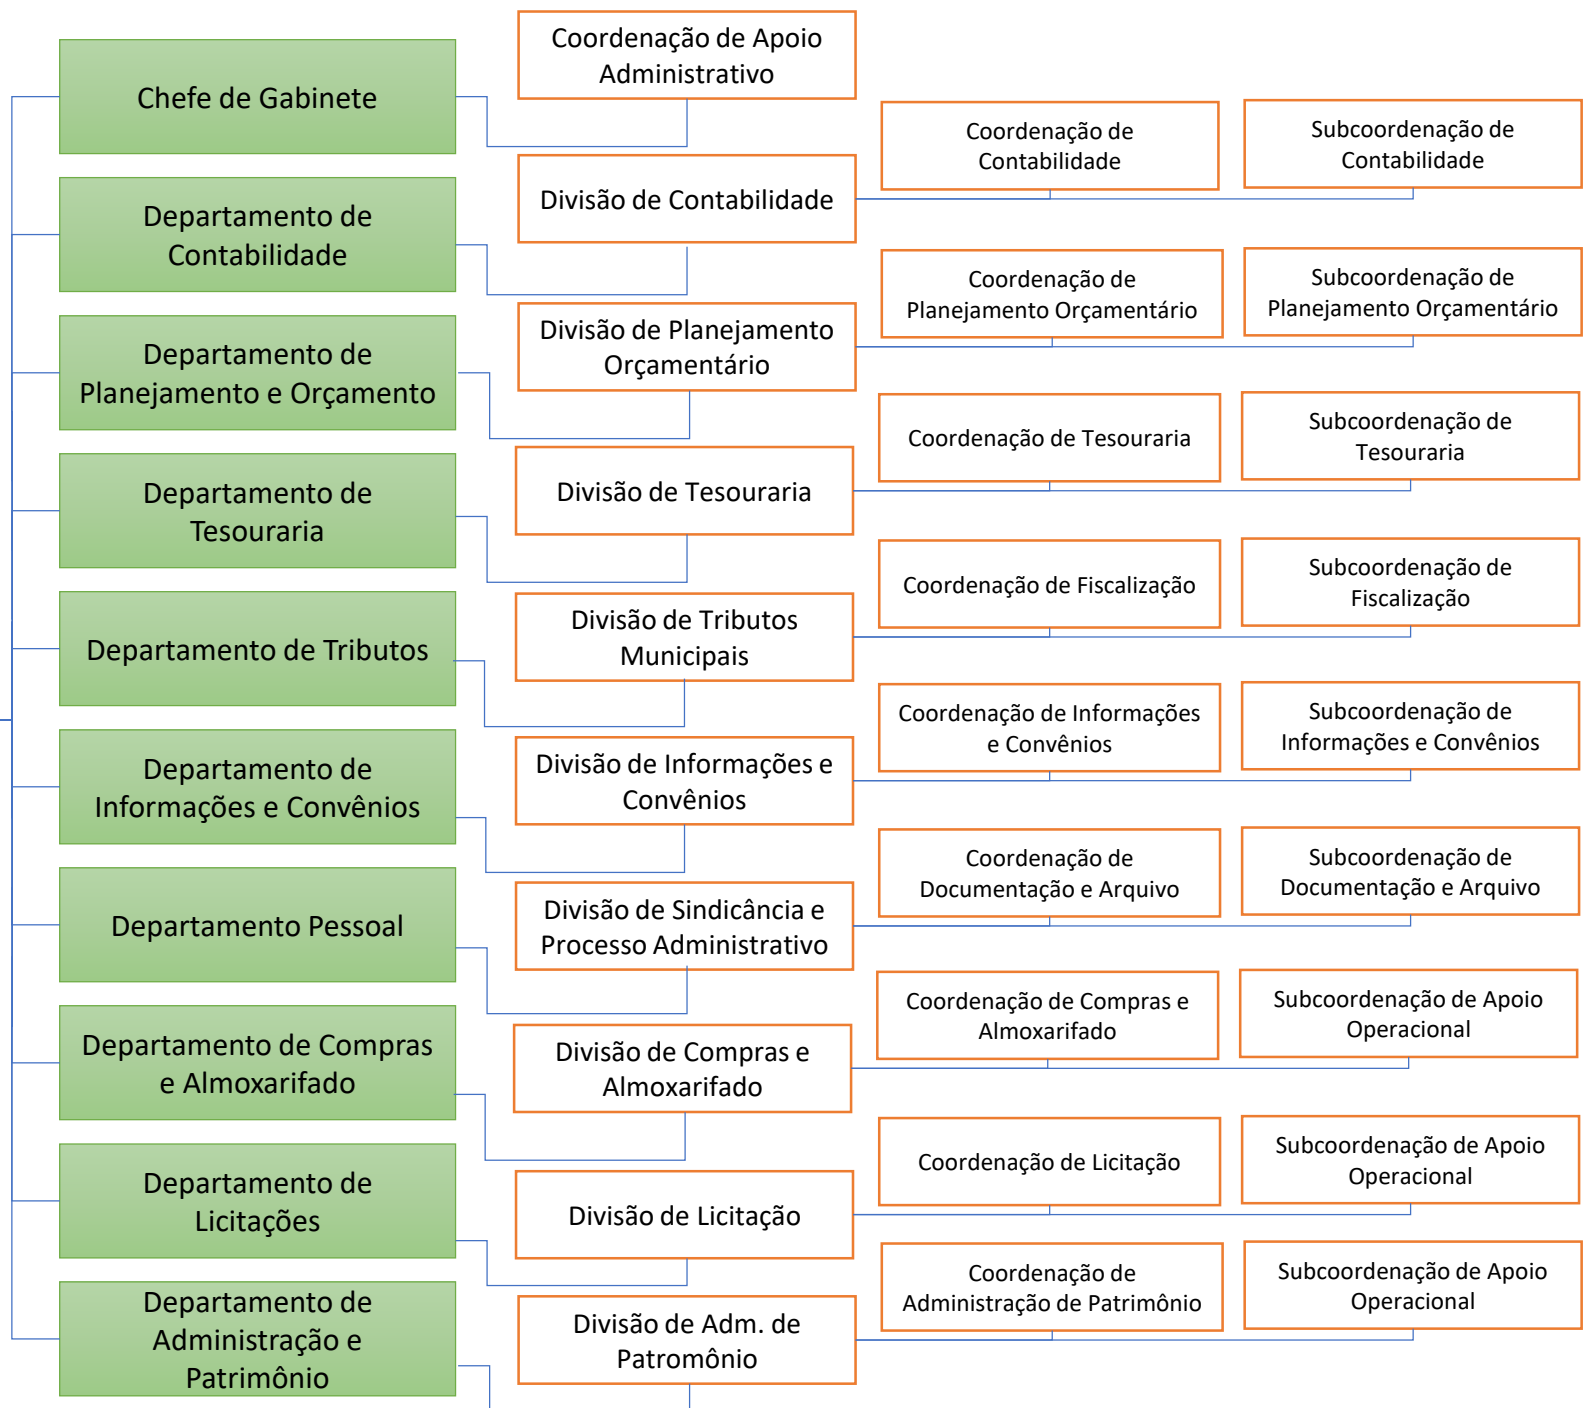 Chefe de Gabinete
Coordenação de Apoio
Administrativo
Departamento de
Contabilidade
Divisão de Contabilidade
Coordenação de
Contabilidade
Subcoordenação de
Contabilidade
Departamento de
Planejamento e Orçamento
Divisão de Planejamento
Orçamentário
Coordenação de
Planejamento Orçamentário
Subcoordenação de
Planejamento Orçamentário
Departamento de
Tesouraria
Divisão de Tesouraria
Coordenação de Tesouraria
Subcoordenação de
Tesouraria
Departamento de Tributos
Divisão de Tributos
Municipais
Coordenação de Fiscalização
Subcoordenação de
Fiscalização
Departamento de
Informações e Convênios
Divisão de Informações e
Convênios
Coordenação de Informações
e Convênios
Subcoordenação de
Informações e Convênios
Departamento Pessoal
Divisão de Sindicância e
Processo Administrativo
Coordenação de
Documentação e Arquivo
Subcoordenação de
Documentação e Arquivo
Departamento de Compras
e Almoxarifado
Divisão de Compras e
Almoxarifado
Coordenação de Compras e
Almoxarifado
Subcoordenação de Apoio
Operacional
Departamento de
Licitações
Divisão de Licitação
Coordenação de Licitação
Subcoordenação de Apoio
Operacional
Departamento de
Administração e
Patrimônio
Divisão de Adm. de
Patromônio
Coordenação de
Administração de Patrimônio
Subcoordenação de Apoio
Operacional